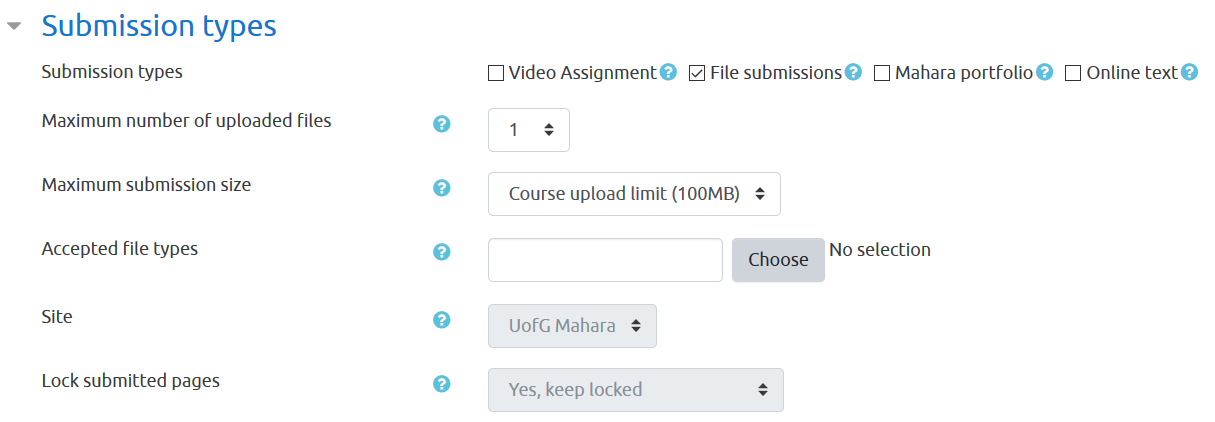 Submission types
Submission types Video Assignment ? File submissions ? Mahara portfolio ? Online text ?
Maximum number of uploaded files ? 1
Maximum submission size ? Course upload limit (100MB)
Accepted file types ? Choose No selection
Site ? UofG Mahara
Lock submitted pages ? Yes, keep locked